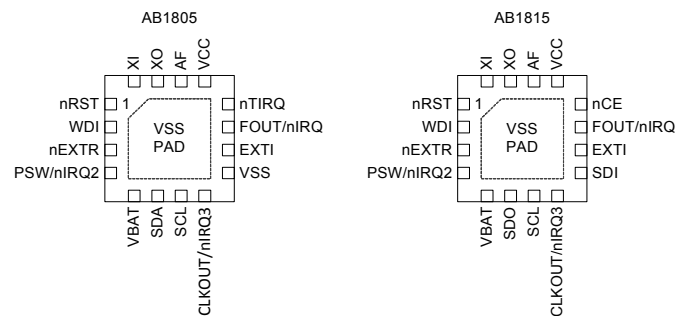 AB1805
XI
XO
AF
VCC
nRST
1
nTIRQ
WDI
VSS
PAD
FOUT/nIRQ
nEXTR
EXTI
PSW/nIRQ2
VSS
VBAT
SDA
SCL
CLKOUT/nIRQ3
AB1815
XI
XO
AF
VCC
nRST
1
nCE
WDI
VSS
PAD
FOUT/nIRQ
nEXTR
EXTI
PSW/nIRQ2
SDI
VBAT
SDO
SCL
CLKOUT/nIRQ3